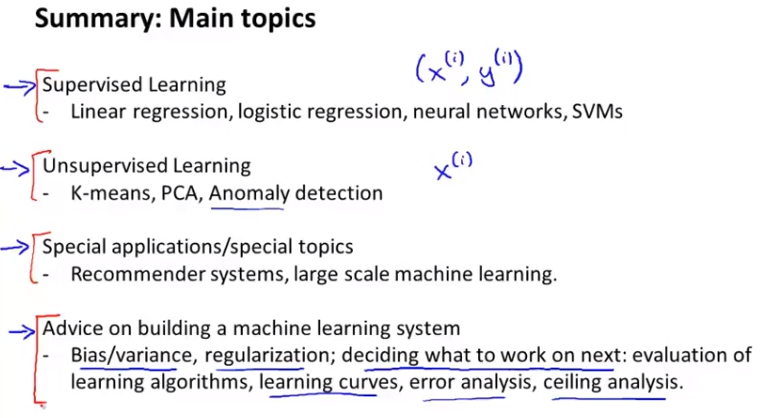 Summary: Main topics
(x^(i), y^(i))
Supervised Learning
- Linear regression, logistic regression, neural networks, SVMs
Unsupervised Learning
x^(i)
- K-means, PCA, Anomaly detection
Special applications/special topics
- Recommender systems, large scale machine learning.
Advice on building a machine learning system
- Bias/variance, regularization; deciding what to work on next: evaluation of
learning algorithms, learning curves, error analysis, ceiling analysis.